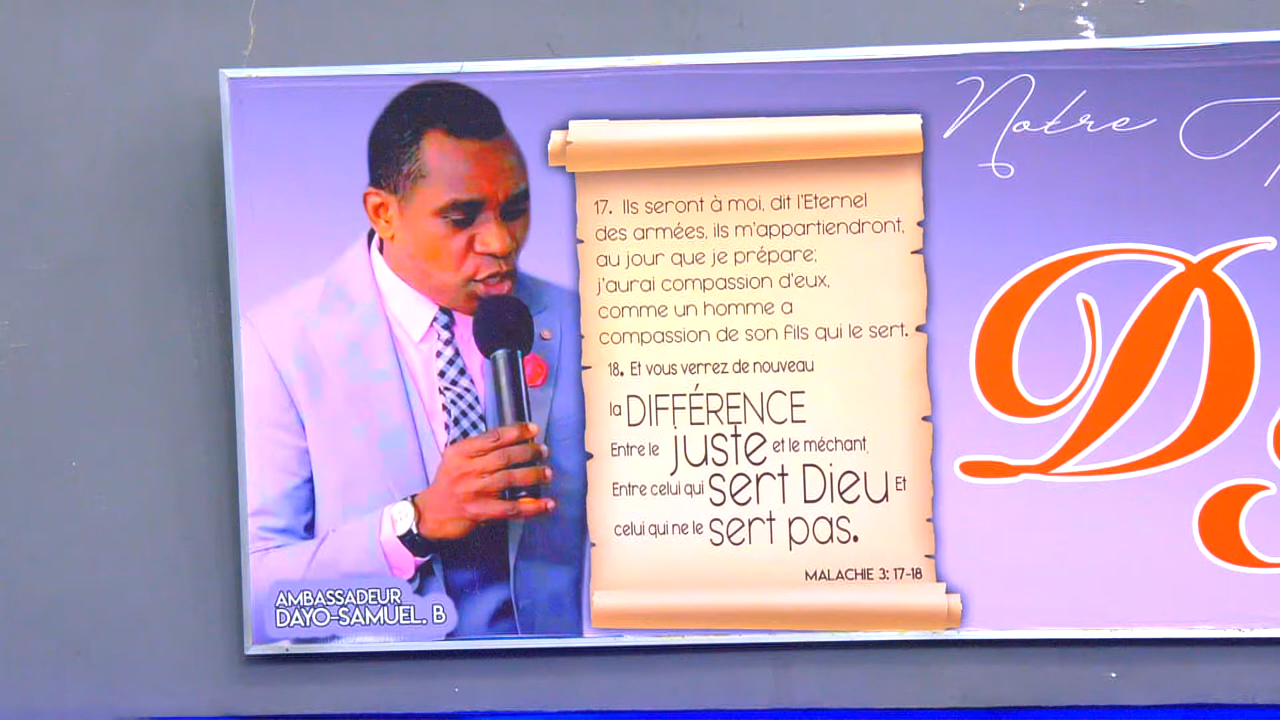 Notre
17. Ils seront à moi, dit l'Eternel
des armées, ils m'appartiendront,
au jour que je prépare;
j'aurai compassion d'eux,
comme un homme a
compassion de son fils qui le sert.
18. Et vous verrez de nouveau
la DIFFÉRENCE
Entre le juste et le méchant,
Entre celui qui sert Dieu Et
celui qui ne le sert pas.
MALACHIE 3: 17-18
AMBASSADEUR
DAYO-SAMUEL. B